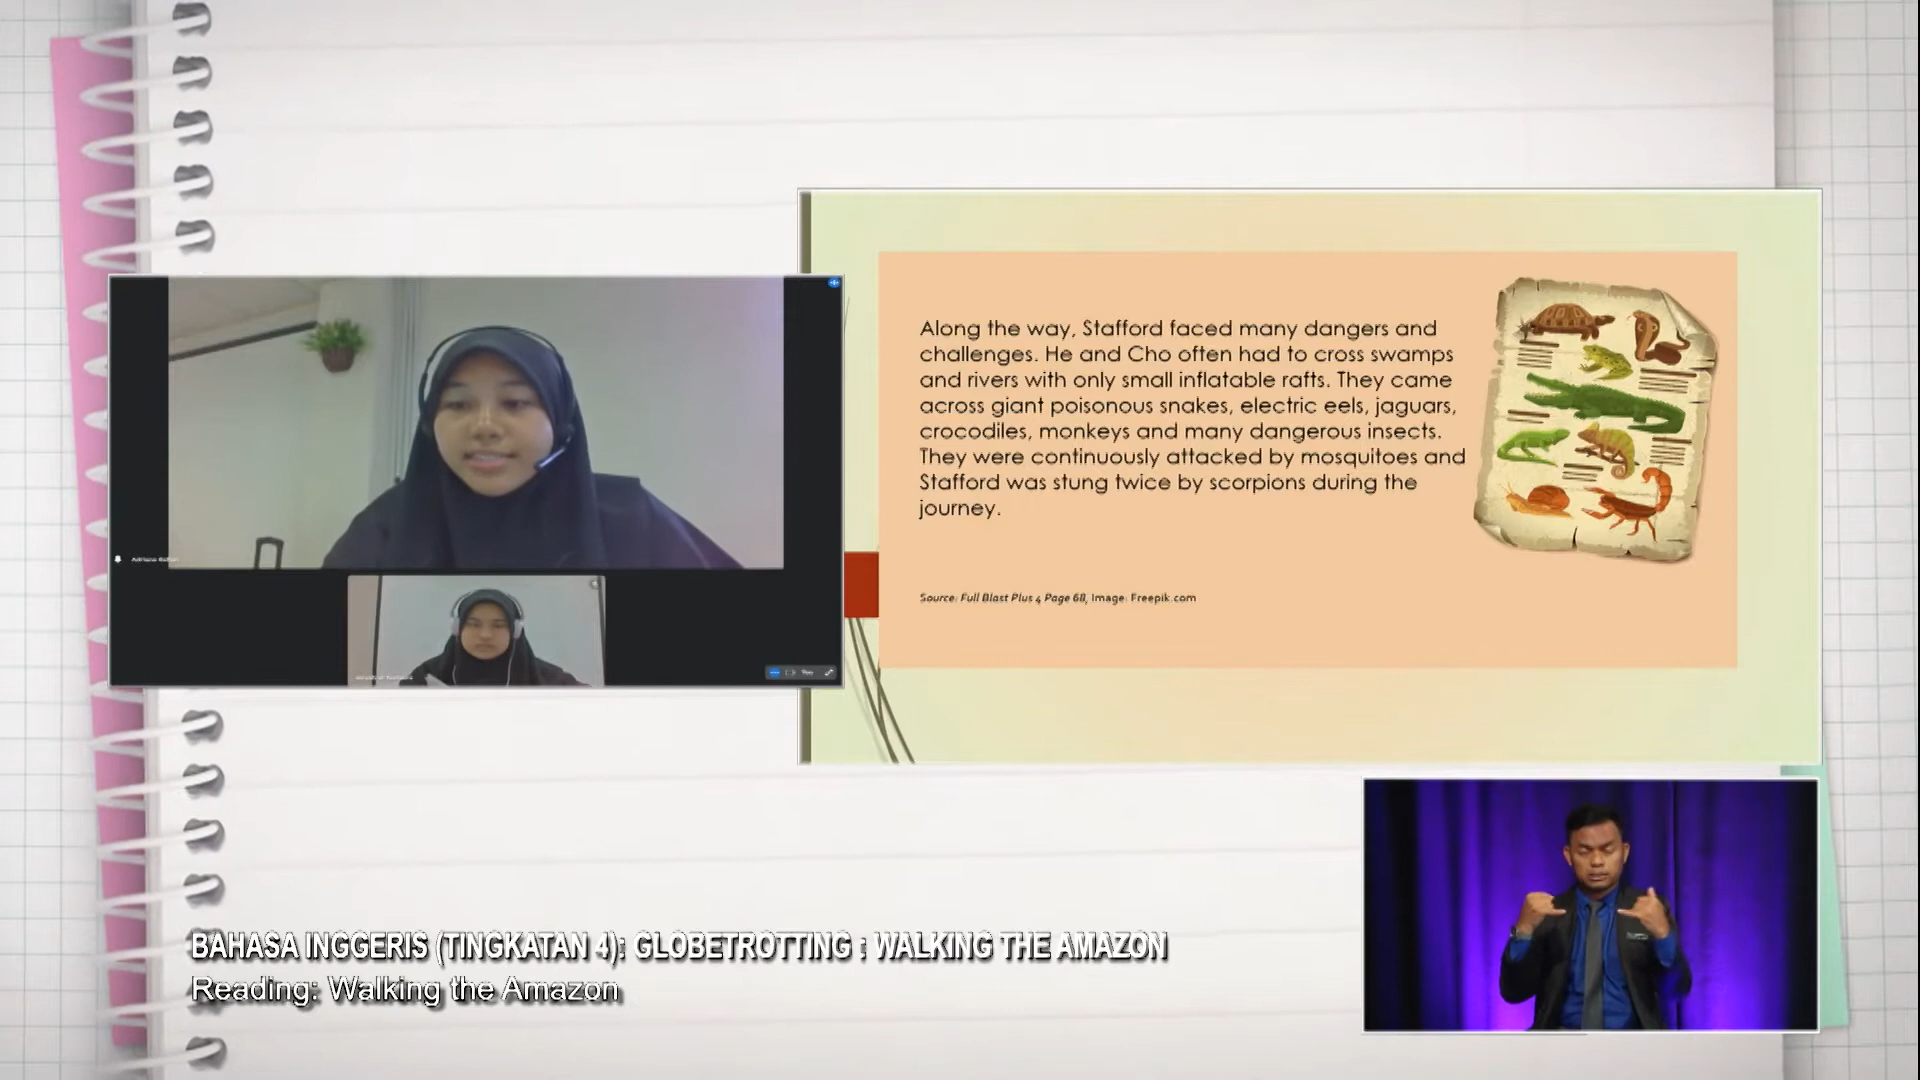 Along the way, Stafford faced many dangers and
challenges. He and Cho often had to cross swamps
and rivers with only small inflatable rafts. They came
across giant poisonous snakes, electric eels, jaguars,
crocodiles, monkeys and many dangerous insects.
They were continuously attacked by mosquitoes and
Stafford was stung twice by scorpions during the
journey.
Source: Full Blast Plus 4 Page 68, Image: Freepik.com
BAHASA INGGERIS (TINGKATAN 4): GLOBETROTTING : WALKING THE AMAZON
Reading: Walking the Amazon